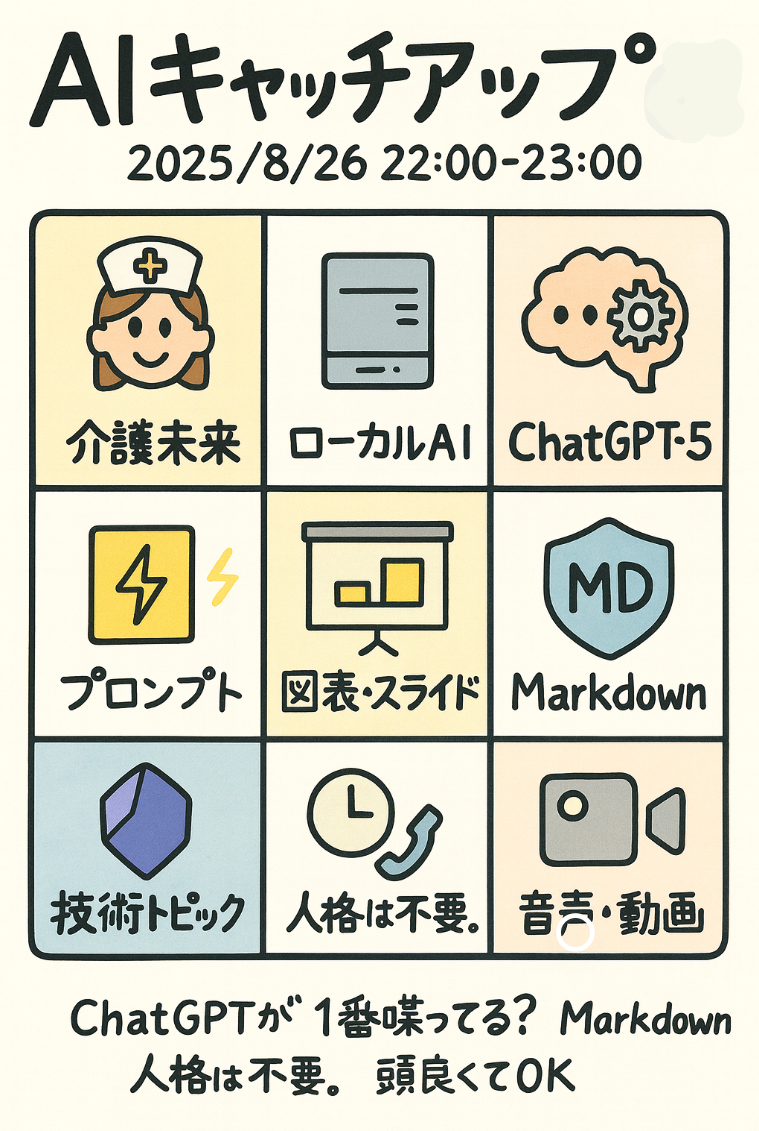 AIキャッチアップ
2025/8/26 22:00-23:00
介護未来
ローカルAI
ChatGPT-5
プロンプト
図表・スライド
MD
Markdown
技術トピック
人格は不要。
音声・動画
ChatGPTが1番喋ってる? Markdown
人格は不要。 頭良くてOK